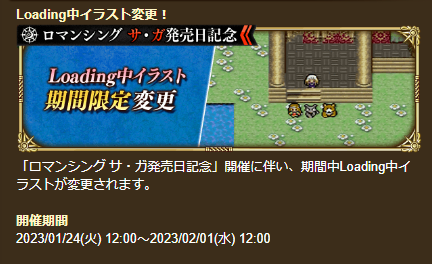 Loading中イラスト変更！
ロマンシング サ・ガ発売日記念
Loading中イラスト
期間限定変更
「ロマンシング サ・ガ発売日記念」開催に伴い、期間中Loading中イ
ラストが変更されます。
開催期間
2023/01/24(火) 12:00～2023/02/01(水) 12:00